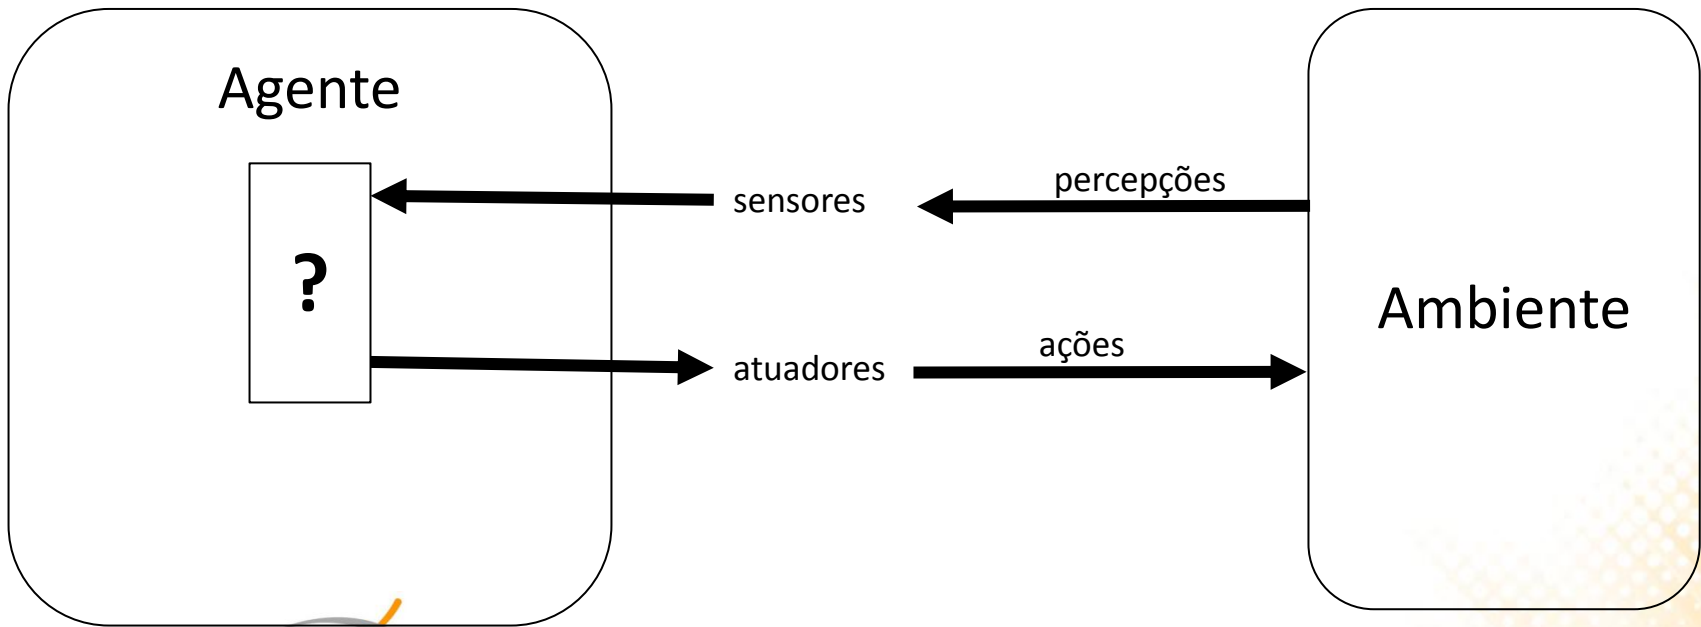 Agente
percepções
sensores
?
Ambiente
ações
atuadores